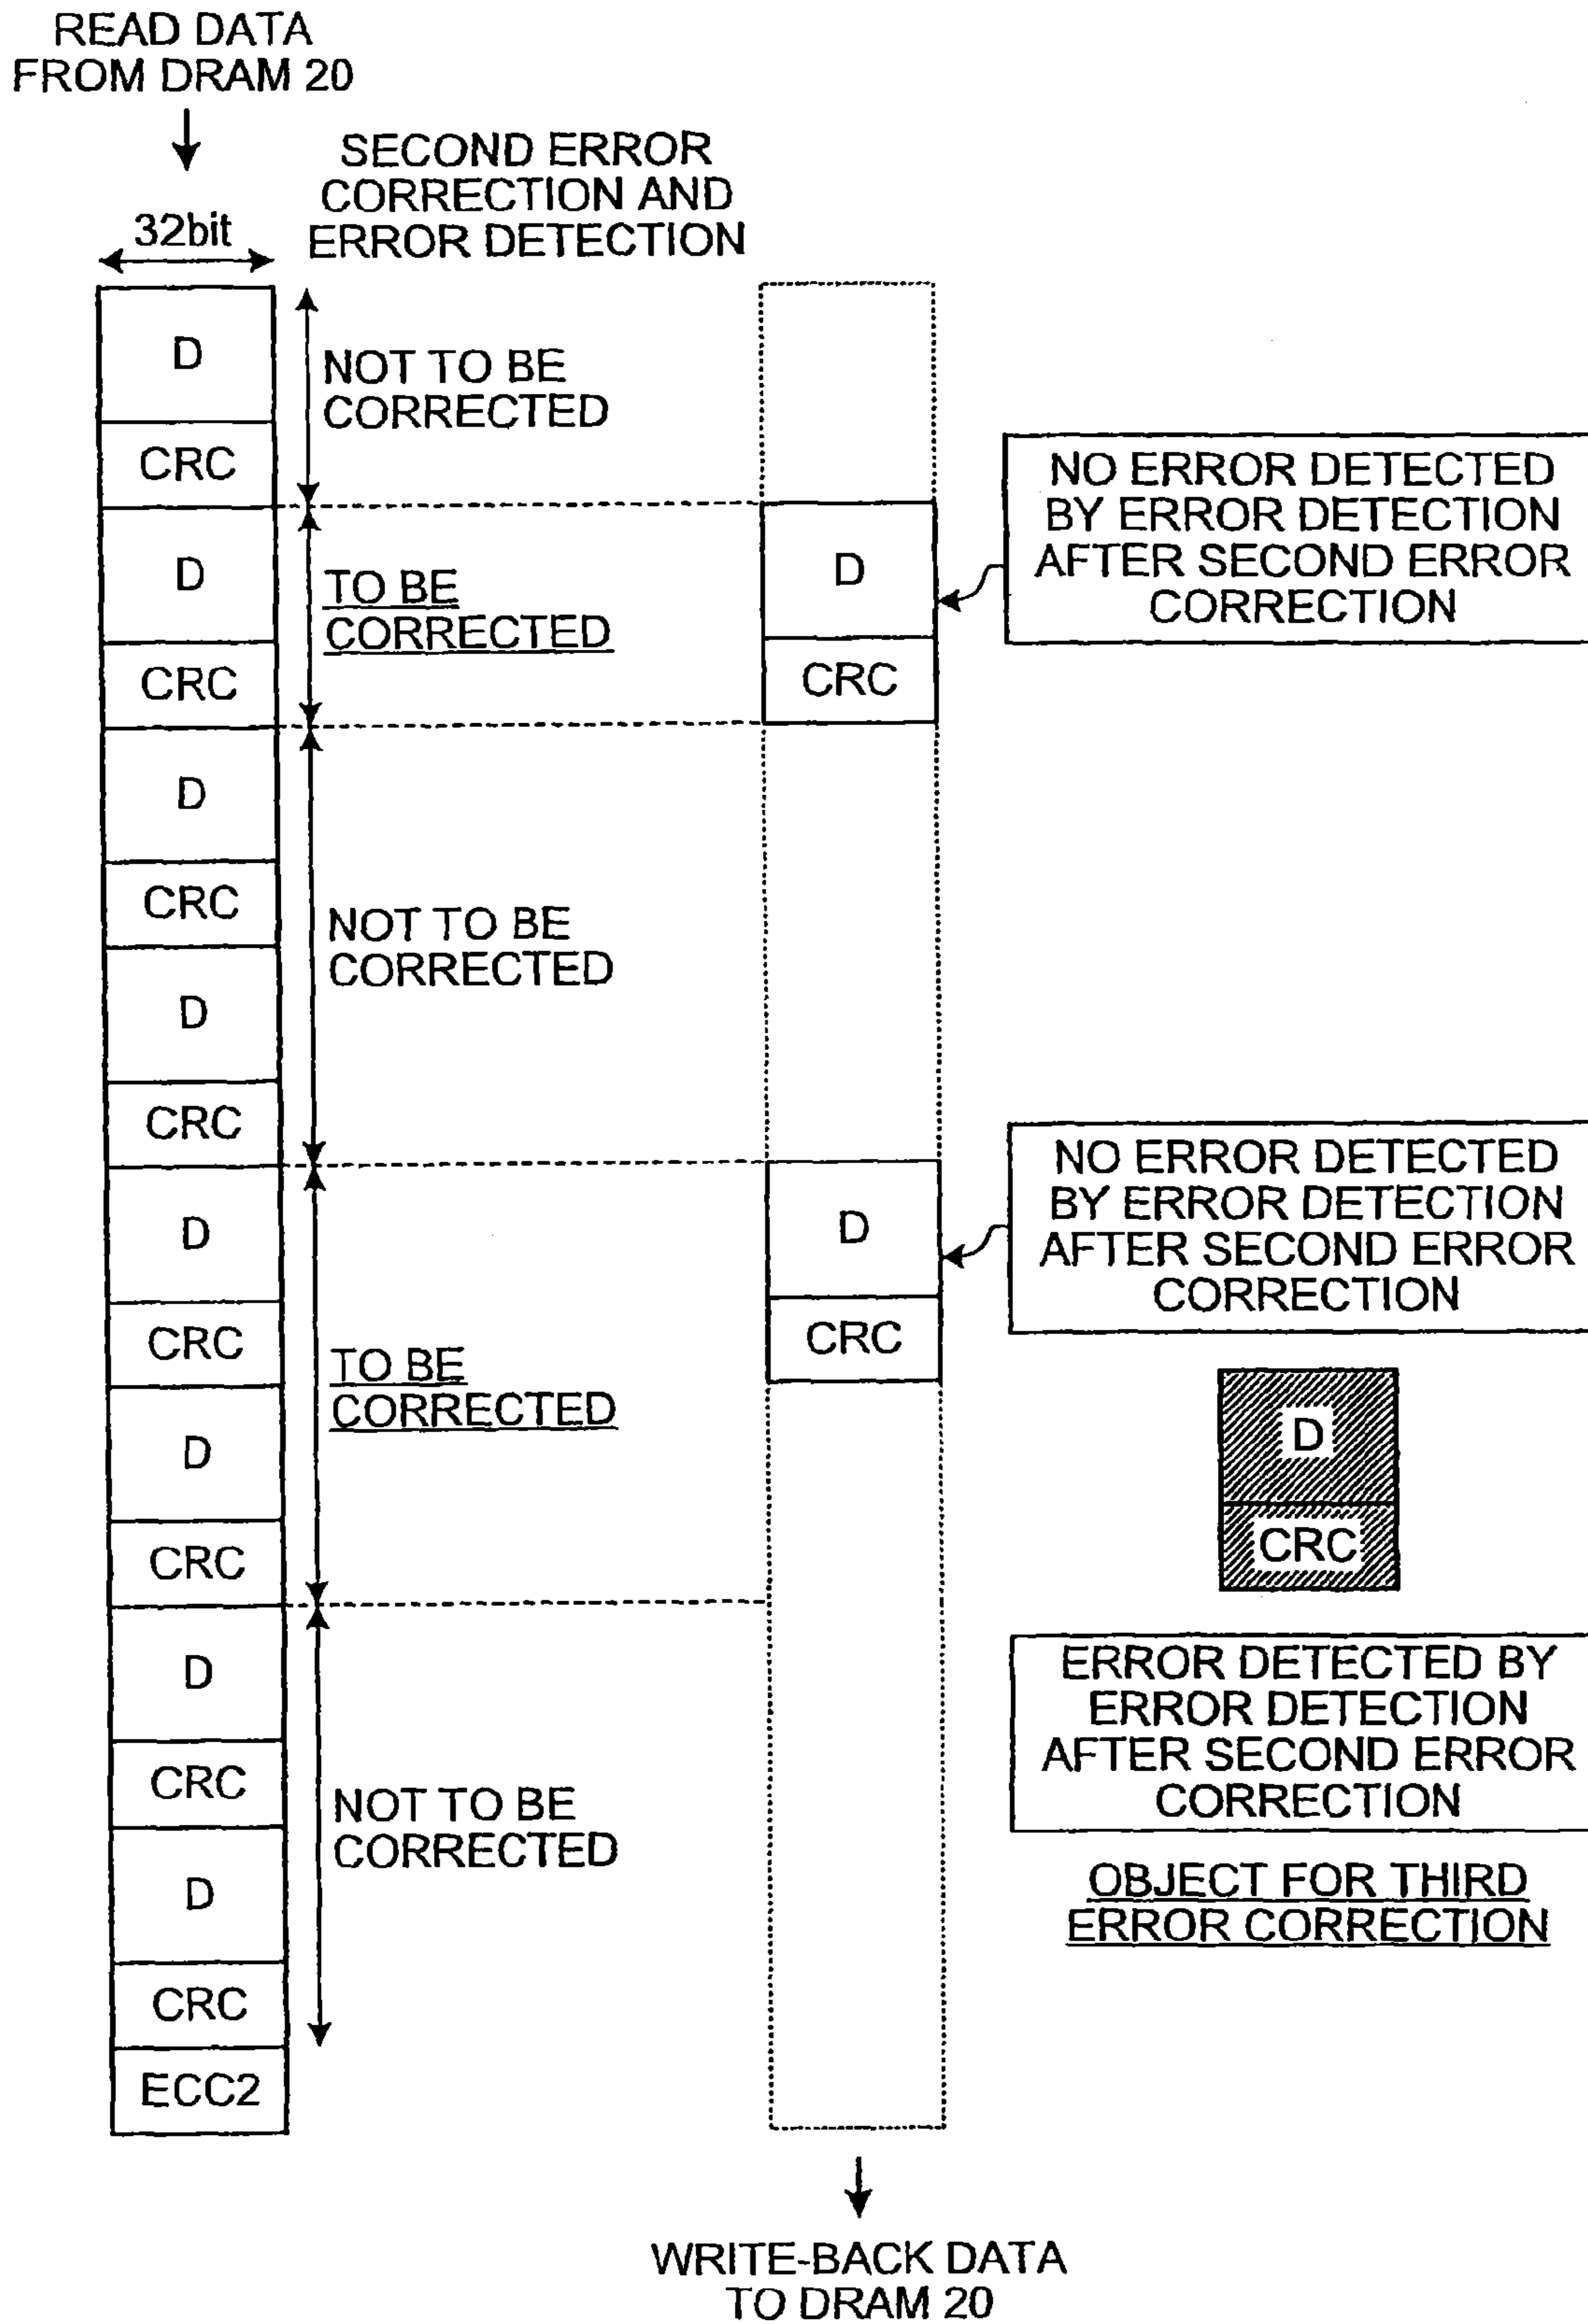 READ DATA
FROM DRAM 20
SECOND ERROR
CORRECTION AND
ERROR DETECTION
32bit
D
NOT TO BE
CORRECTED
CRC
D
TO BE
CORRECTED
CRC
D
CRC
NOT TO BE
CORRECTED
D
CRC
D
CRC
TO BE
CORRECTED
D
CRC
D
CRC
NOT TO BE
CORRECTED
D
CRC
ECC2
D
CRC
NO ERROR DETECTED
BY ERROR DETECTION
AFTER SECOND ERROR
CORRECTION
D
CRC
NO ERROR DETECTED
BY ERROR DETECTION
AFTER SECOND ERROR
CORRECTION
D
CRC
ERROR DETECTED BY
ERROR DETECTION
AFTER SECOND ERROR
CORRECTION
OBJECT FOR THIRD
ERROR CORRECTION
WRITE-BACK DATA
TO DRAM 20